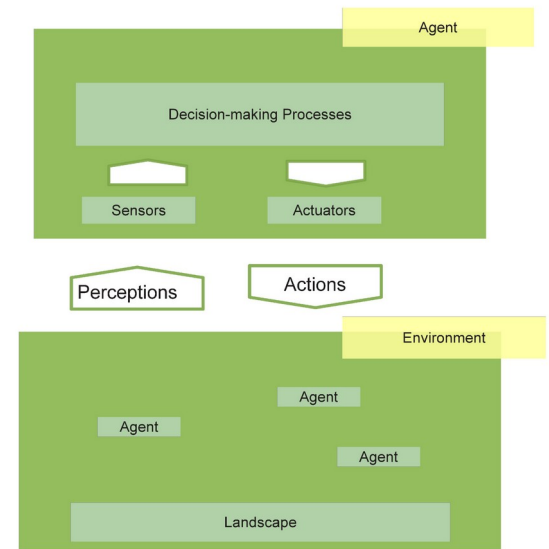 Agent
Decision-making Processes
Sensors
Actuators
Perceptions
Actions
Environment
Agent
Agent
Agent
Landscape